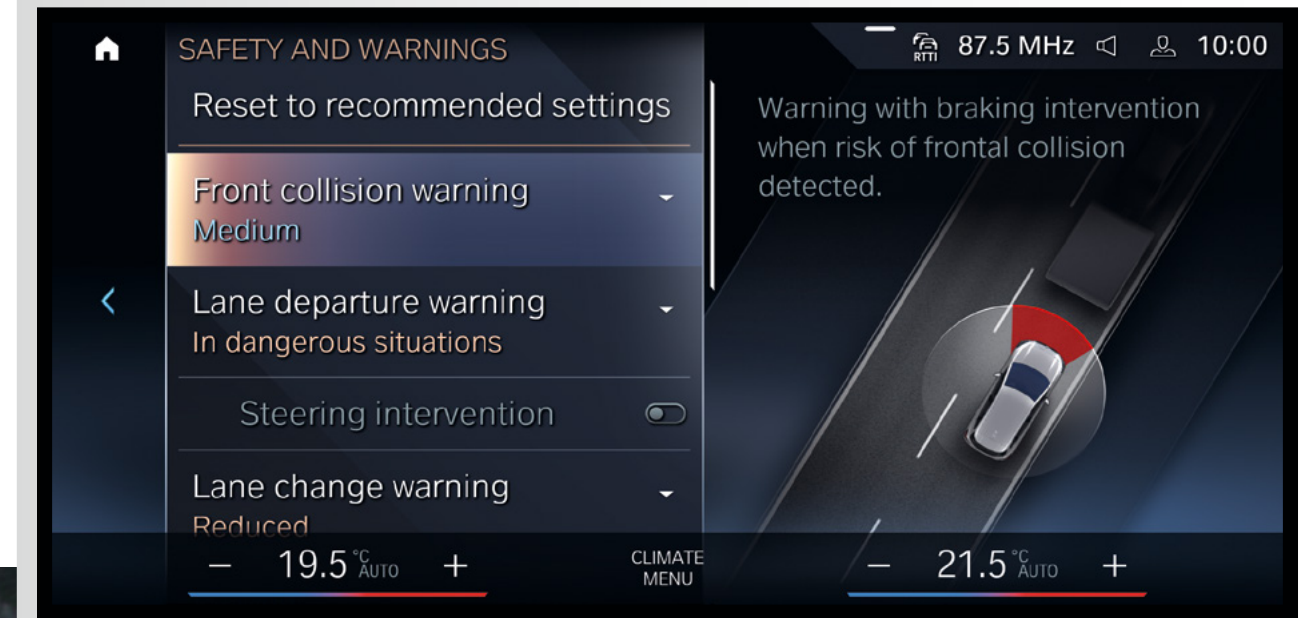 SAFETY AND WARNINGS
RTTI 87.5 MHz 10:00
Reset to recommended settings
Front collision warning
Medium
Lane departure warning
In dangerous situations
Steering intervention
Lane change warning
Reduced
Warning with braking intervention
when risk of frontal collision
detected.
− 19.5 °C AUTO +
CLIMATE
MENU
− 21.5 °C AUTO +